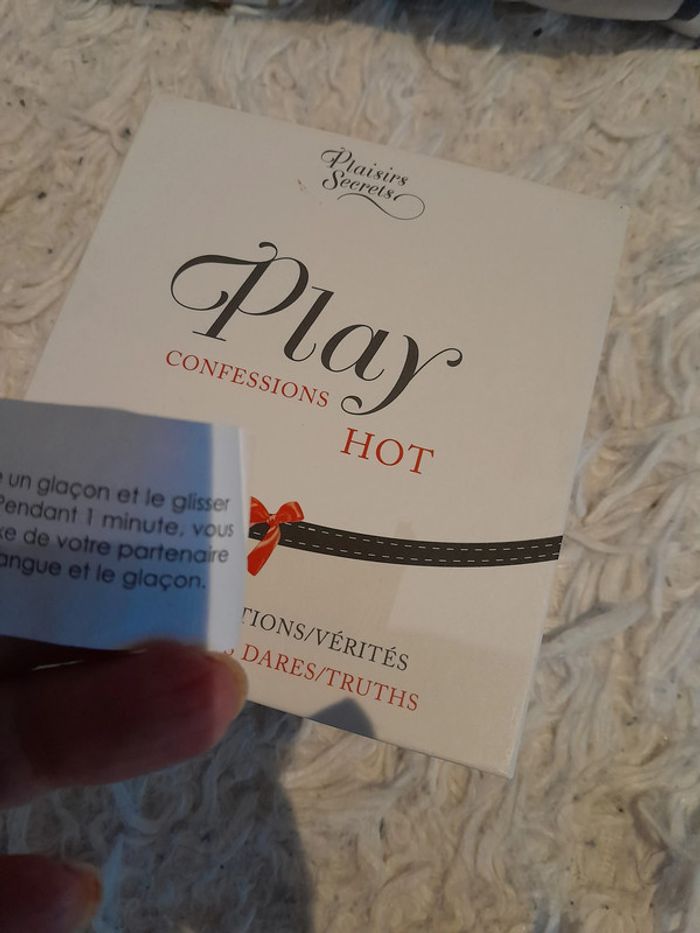 Plaisirs
Secrets
Play
CONFESSIONS
HOT
un glaçon et le glisser
Pendant 1 minute, vous
de votre partenaire
angue et le glaçon.
TIONS/VÉRITÉS
DARES/TRUTHS